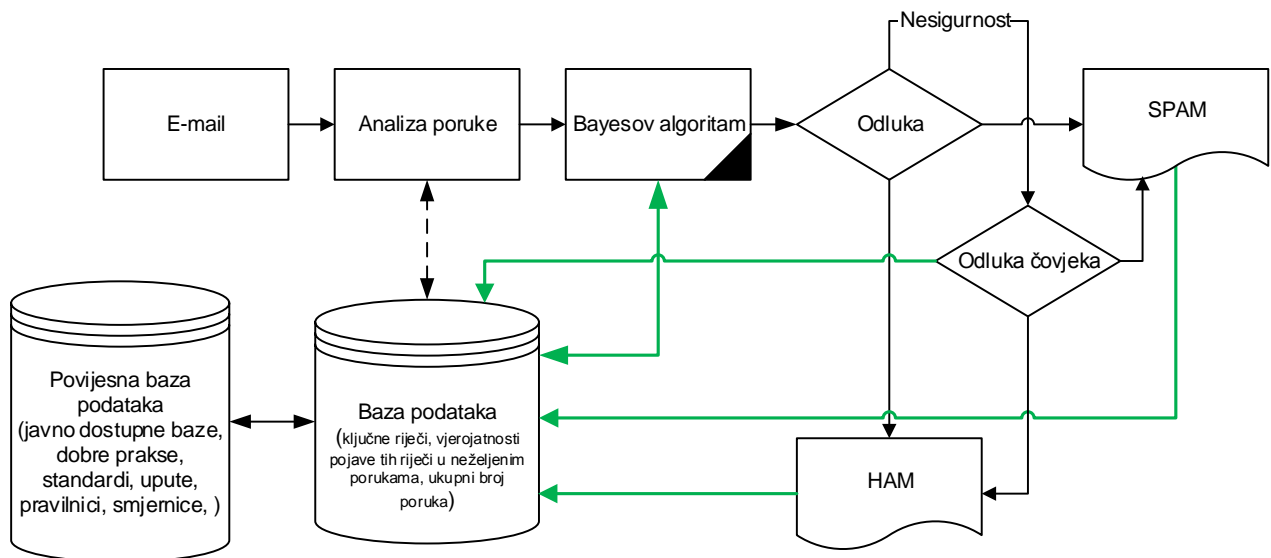 Nesigurnost
E-mail
Analiza poruke
Bayesov algoritam
Odluka
SPAM
Odluka čovjeka
Povijesna baza
podataka
(javno dostupne baze,
dobre prakse,
standardi, upute,
pravilnici, smjernice, )
Baza podataka
(ključne riječi, vjerojatnosti
pojave tih riječi u neželjenim
porukama, ukupni broj
poruka)
HAM